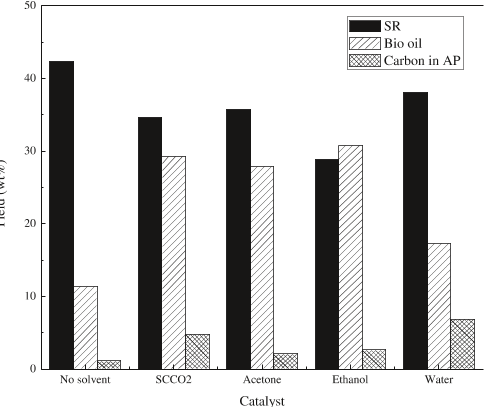 50
40
30
20
10
0
SR
Bio oil
Carbon in AP
No solvent
SCCO2
Acetone
Ethanol
Water
Catalyst